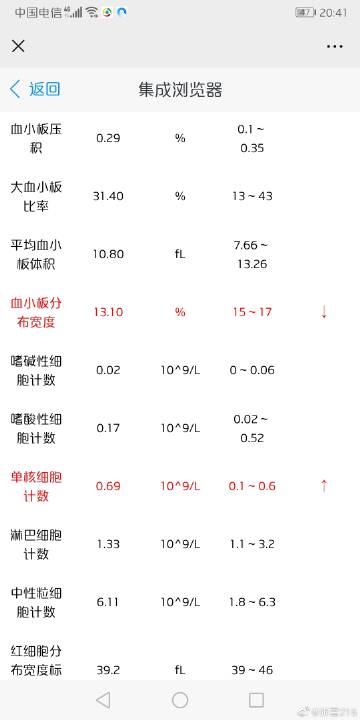 中国电信 20:41
返回 集成浏览器
血小板压积 0.29 % 0.1~0.35
大血小板比率 31.40 % 13~43
平均血小板体积 10.80 fL 7.66~13.26
血小板分布宽度 13.10 % 15~17 ↓
嗜碱性细胞计数 0.02 10^9/L 0~0.06
嗜酸性细胞计数 0.17 10^9/L 0.02~0.52
单核细胞计数 0.69 10^9/L 0.1~0.6 ↑
淋巴细胞计数 1.33 10^9/L 1.1~3.2
中性粒细胞计数 6.11 10^9/L 1.8~6.3
红细胞分布宽度标 39.2 fL 39~46